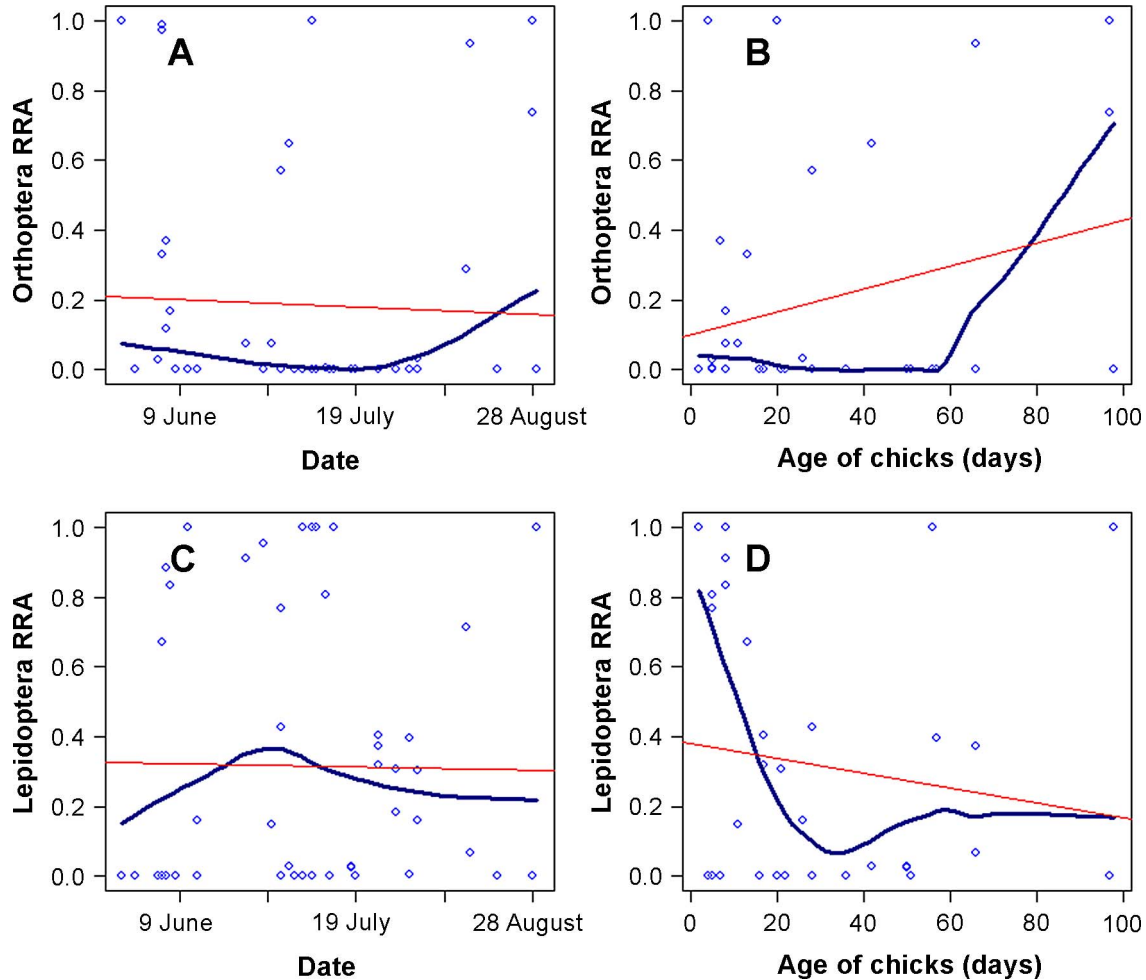 A
Orthoptera RRA
1.0
0.8
0.6
0.4
0.2
0.0
9 June
19 July
28 August
Date
B
Orthoptera RRA
1.0
0.8
0.6
0.4
0.2
0.0
0
20
40
60
80
100
Age of chicks (days)
C
Lepidoptera RRA
1.0
0.8
0.6
0.4
0.2
0.0
9 June
19 July
28 August
Date
D
Lepidoptera RRA
1.0
0.8
0.6
0.4
0.2
0.0
0
20
40
60
80
100
Age of chicks (days)